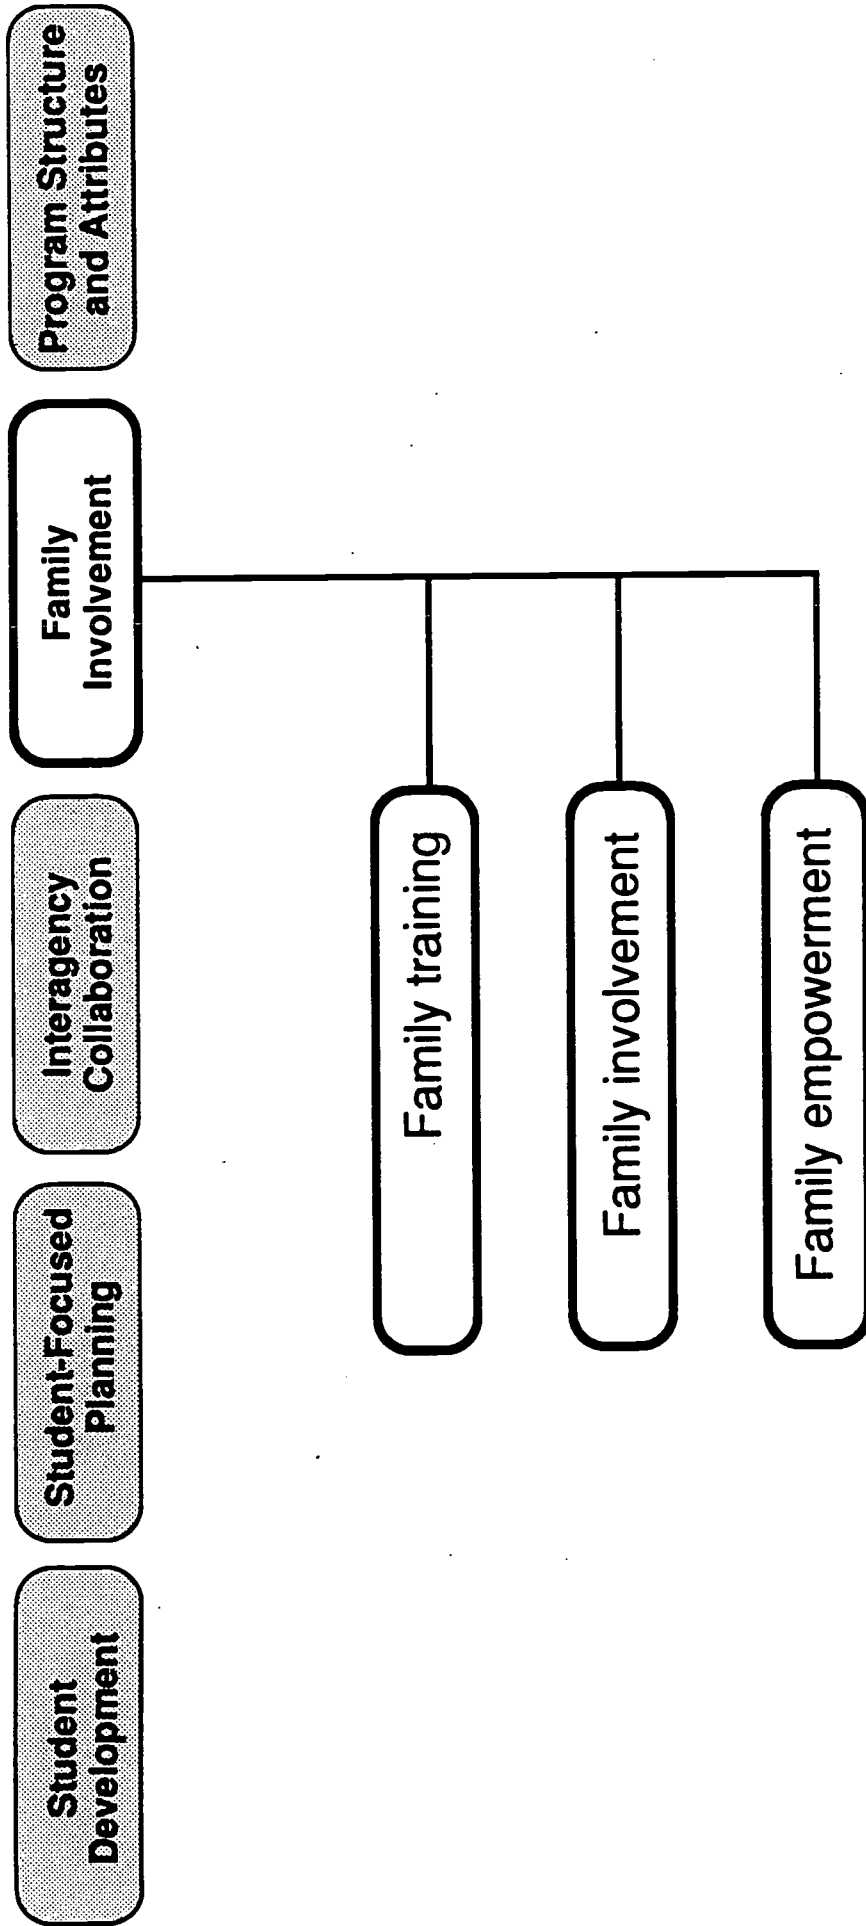 Student
Development
Student-Focused
Planning
Interagency
Collaboration
Family
Involvement
Program Structure
and Attributes
Family training
Family involvement
Family empowerment